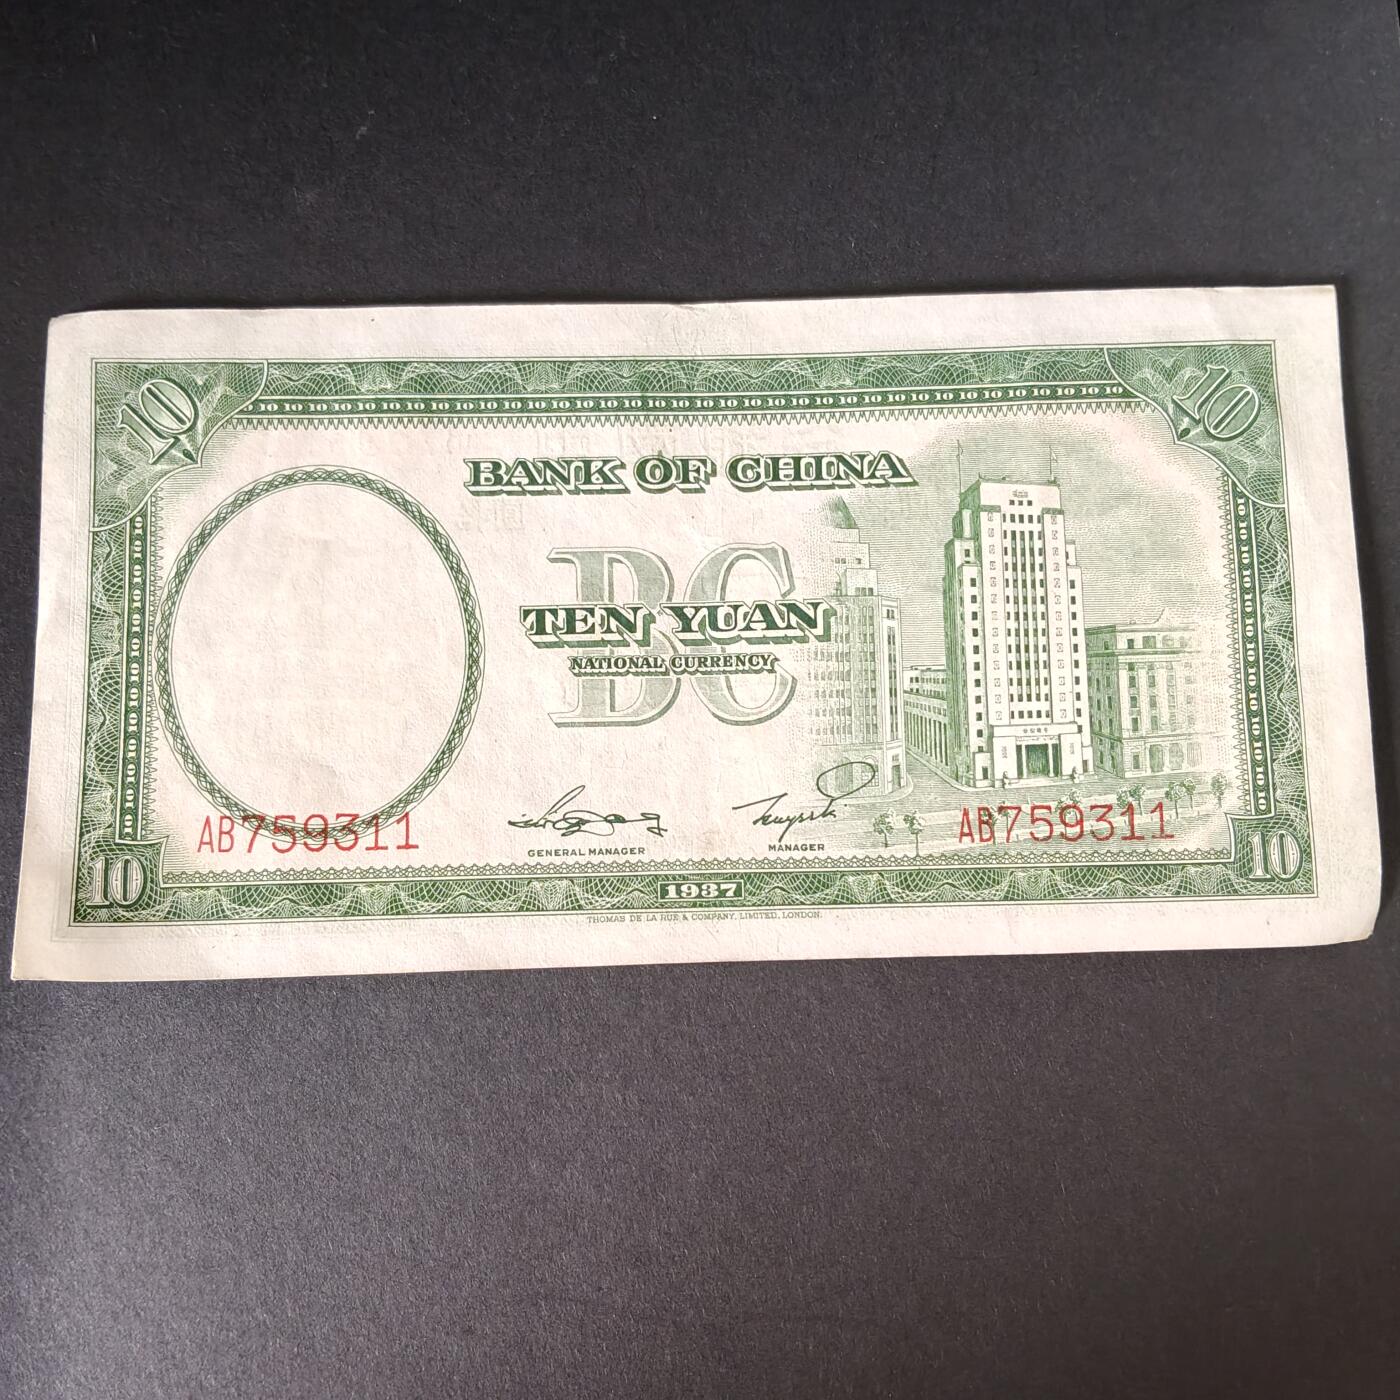 10 10
BANK OF CHINA
BC
TEN YUAN
NATIONAL CURRENCY
AB759311 AB759311
GENERAL MANAGER MANAGER
10 1937 10
THOMAS DE LA RUE & COMPANY, LIMITED, LONDON.